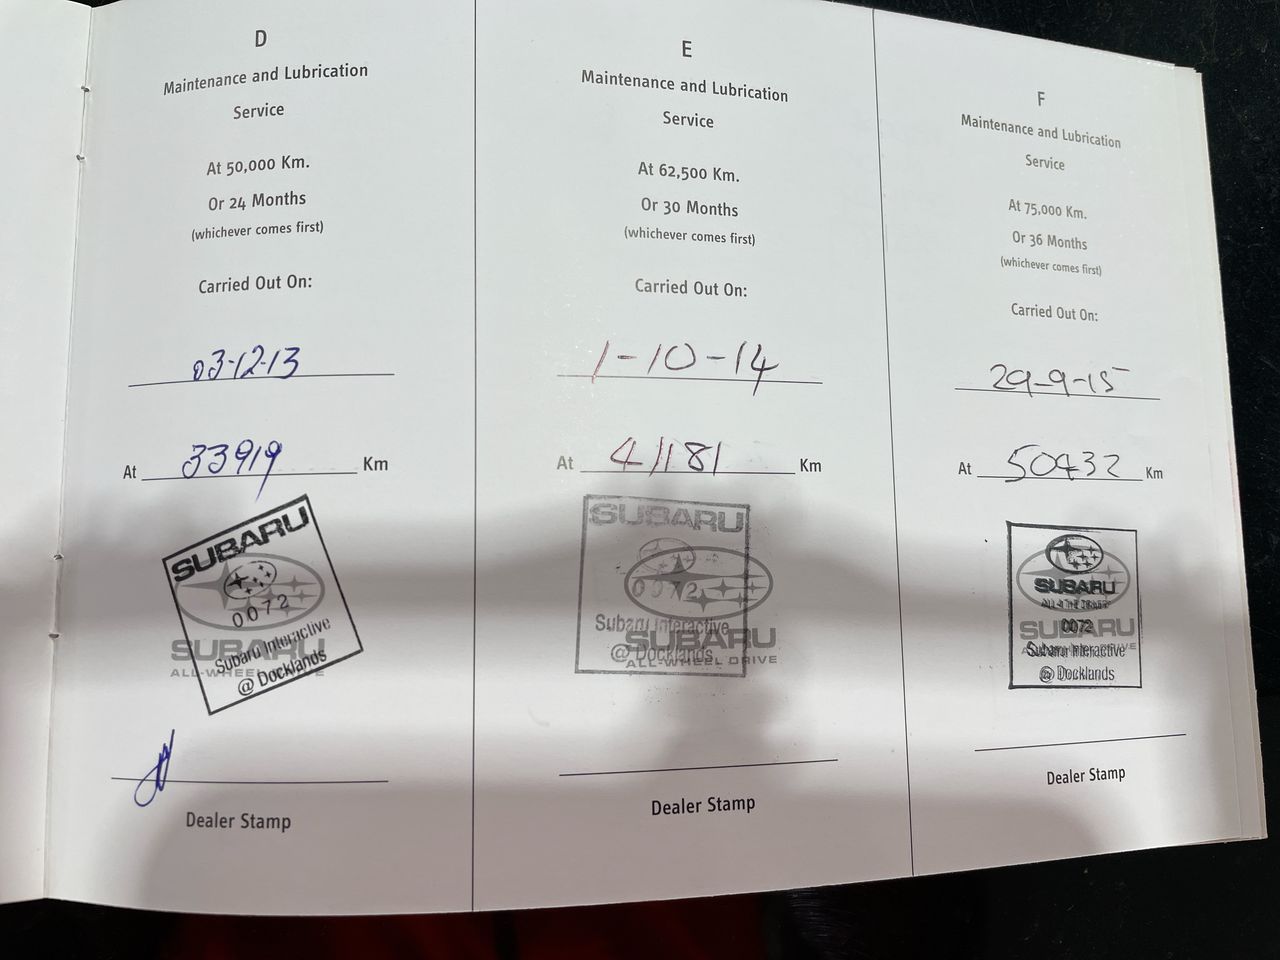 D
Maintenance and Lubrication
Service
At 50,000 Km.
Or 24 Months
(whichever comes first)
Carried Out On:
03-12-13
At 33919 Km
SUBARU
0072
Subaru Interactive
@ Docklands
SUBARU
ALL-WHEEL DRIVE
Dealer Stamp
E
Maintenance and Lubrication
Service
At 62,500 Km.
Or 30 Months
(whichever comes first)
Carried Out On:
1-10-14
At 41181 Km
SUBARU
0072
Subaru Interactive
@ Docklands
SUBARU
ALL-WHEEL DRIVE
Dealer Stamp
F
Maintenance and Lubrication
Service
At 75,000 Km.
Or 36 Months
(whichever comes first)
Carried Out On:
29-9-15
At 50432 Km
SUBARU
0072
SUBARU
Subaru Interactive
@ Docklands
Dealer Stamp